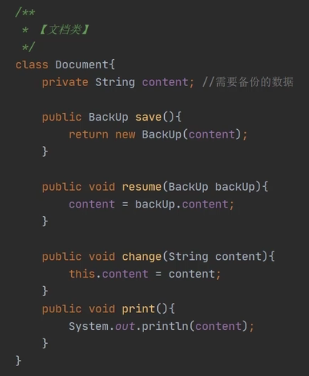 /**
 * 【文档类】
 */
class Document{
    private String content; //需要备份的数据
    public BackUp save(){
        return new BackUp(content);
    }
    public void resume(BackUp backUp){
        content = backUp.content;
    }
    public void change(String content){
        this.content = content;
    }
    public void print(){
        System.out.println(content);
    }
}